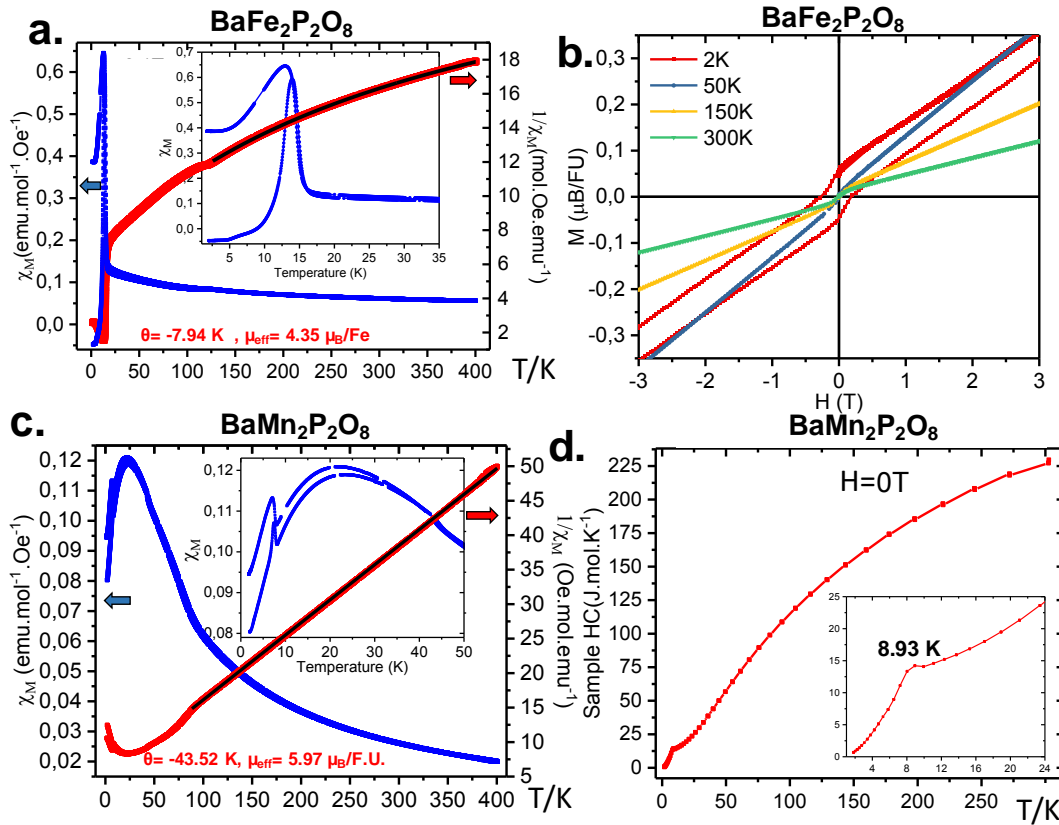 BaFe2P2O8
a.
χM(emu.mol-1.Oe-1)
0,6
0,5
0,4
0,3
0,2
0,1
0,0
0,7
0,6
0,4
0,3
0,1
0,0
χM
5 10 15 20 25 30 35
Temperature (K)
18
16
14
12
10
8
6
4
2
1/χM(mol.Oe.emu-1)
θ= -7.94 K , μeff= 4.35 μB/Fe
0 50 100 150 200 250 300 350 400
T/K
BaFe2P2O8
b.
2K
50K
150K
300K
M (μB/FU)
0,3
0,2
0,1
0,0
-0,1
-0,2
-0,3
-3 -2 -1 0 1 2 3
H (T)
BaMn2P2O8
c.
χM (emu.mol-1.Oe-1)
0,12
0,11
0,10
0,09
0,08
0,07
0,06
0,05
0,04
0,03
0,02
0,12
0,11
0,10
0,09
0,08
χM
0 10 20 30 40 50
Temperature (K)
50
45
40
35
30
25
20
15
10
5
1/χM (Oe.mol.emu-1)
θ= -43.52 K, μeff= 5.97 μB/F.U.
0 50 100 150 200 250 300 350 400
T/K
BaMn2P2O8
d.
H=0T
Sample HC(J.mol.K-1)
225
200
175
150
125
100
75
50
25
0
25
20
15
10
5
0
8.93 K
4 8 12 16 20 24
0 50 100 150 200 250
T/K